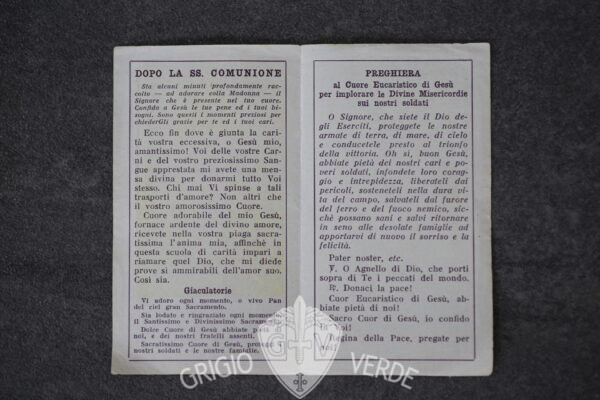 DOPO LA SS. COMUNIONE
Sta alcuni minuti profondamente rac-
colto — ad adorare colla Madonna — il
Signore che è presente nel tuo cuore.
Confida a Gesù le tue pene ed i tuoi bi-
sogni. Sono questi i momenti preziosi per
chiederGli grazie per te ed i tuoi cari.
Ecco fin dove è giunta la cari-
tà vostra eccessiva, o Gesù mio,
amantissimo! Voi delle vostre Car-
ni e del vostro preziosissimo San-
gue apprestata mi avete una men-
sa divina per donarmi tutto Voi
stesso. Chi mai Vi spinse a tali
trasporti d'amore? Non altri che
il vostro amorosissimo Cuore.
Cuore adorabile del mio Gesù,
fornace ardente del divino amore,
ricevete nella vostra piaga sacra-
tissima l'anima mia, affinchè in
questa scuola di carità impari a
riamare quel Dio, che mi diede
prove sì ammirabili dell'amor suo.
Così sia.
Giaculatorie
Vi adoro ogni momento, o vivo Pan
del ciel gran Sacramento.
Sia lodato e ringraziato ogni momento
il Santissimo e Divinissimo Sacramento
Dolce Cuore di Gesù abbiate pietà di
noi, e dei nostri fratelli assenti.
Sacratissimo Cuore di Gesù, proteggi i
nostri soldati e le nostre famiglie.
PREGHIERA
al Cuore Eucaristico di Gesù
per implorare le Divine Misericordie
sui nostri soldati
O Signore, che siete il Dio de-
gli Eserciti, proteggete le nostre
armate di terra, di mare, di cielo
e conducetele presto al trionfo
della vittoria. Oh sì, buon Gesù,
abbiate pietà dei nostri cari e po-
veri soldati, infondete loro corag-
gio e intrepidezza, liberateli dai
pericoli, sosteneteli nella dura vi-
ta del campo, salvateli dal furore
del ferro e del fuoco nemico, sic-
chè possano sani e salvi ritornare
in seno alle desolate famiglie ad
apportarvi di nuovo il sorriso e la
felicità.
Pater noster, etc.
℣. O Agnello di Dio, che porti
sopra di Te i peccati del mondo.
℟. Donaci la pace!
Cuor Eucaristico di Gesù, ab-
biate pietà di noi!
Sacro Cuor di Gesù, io confido
in Voi!
Regina della Pace, pregate per
noi!
GRIGIO VERDE